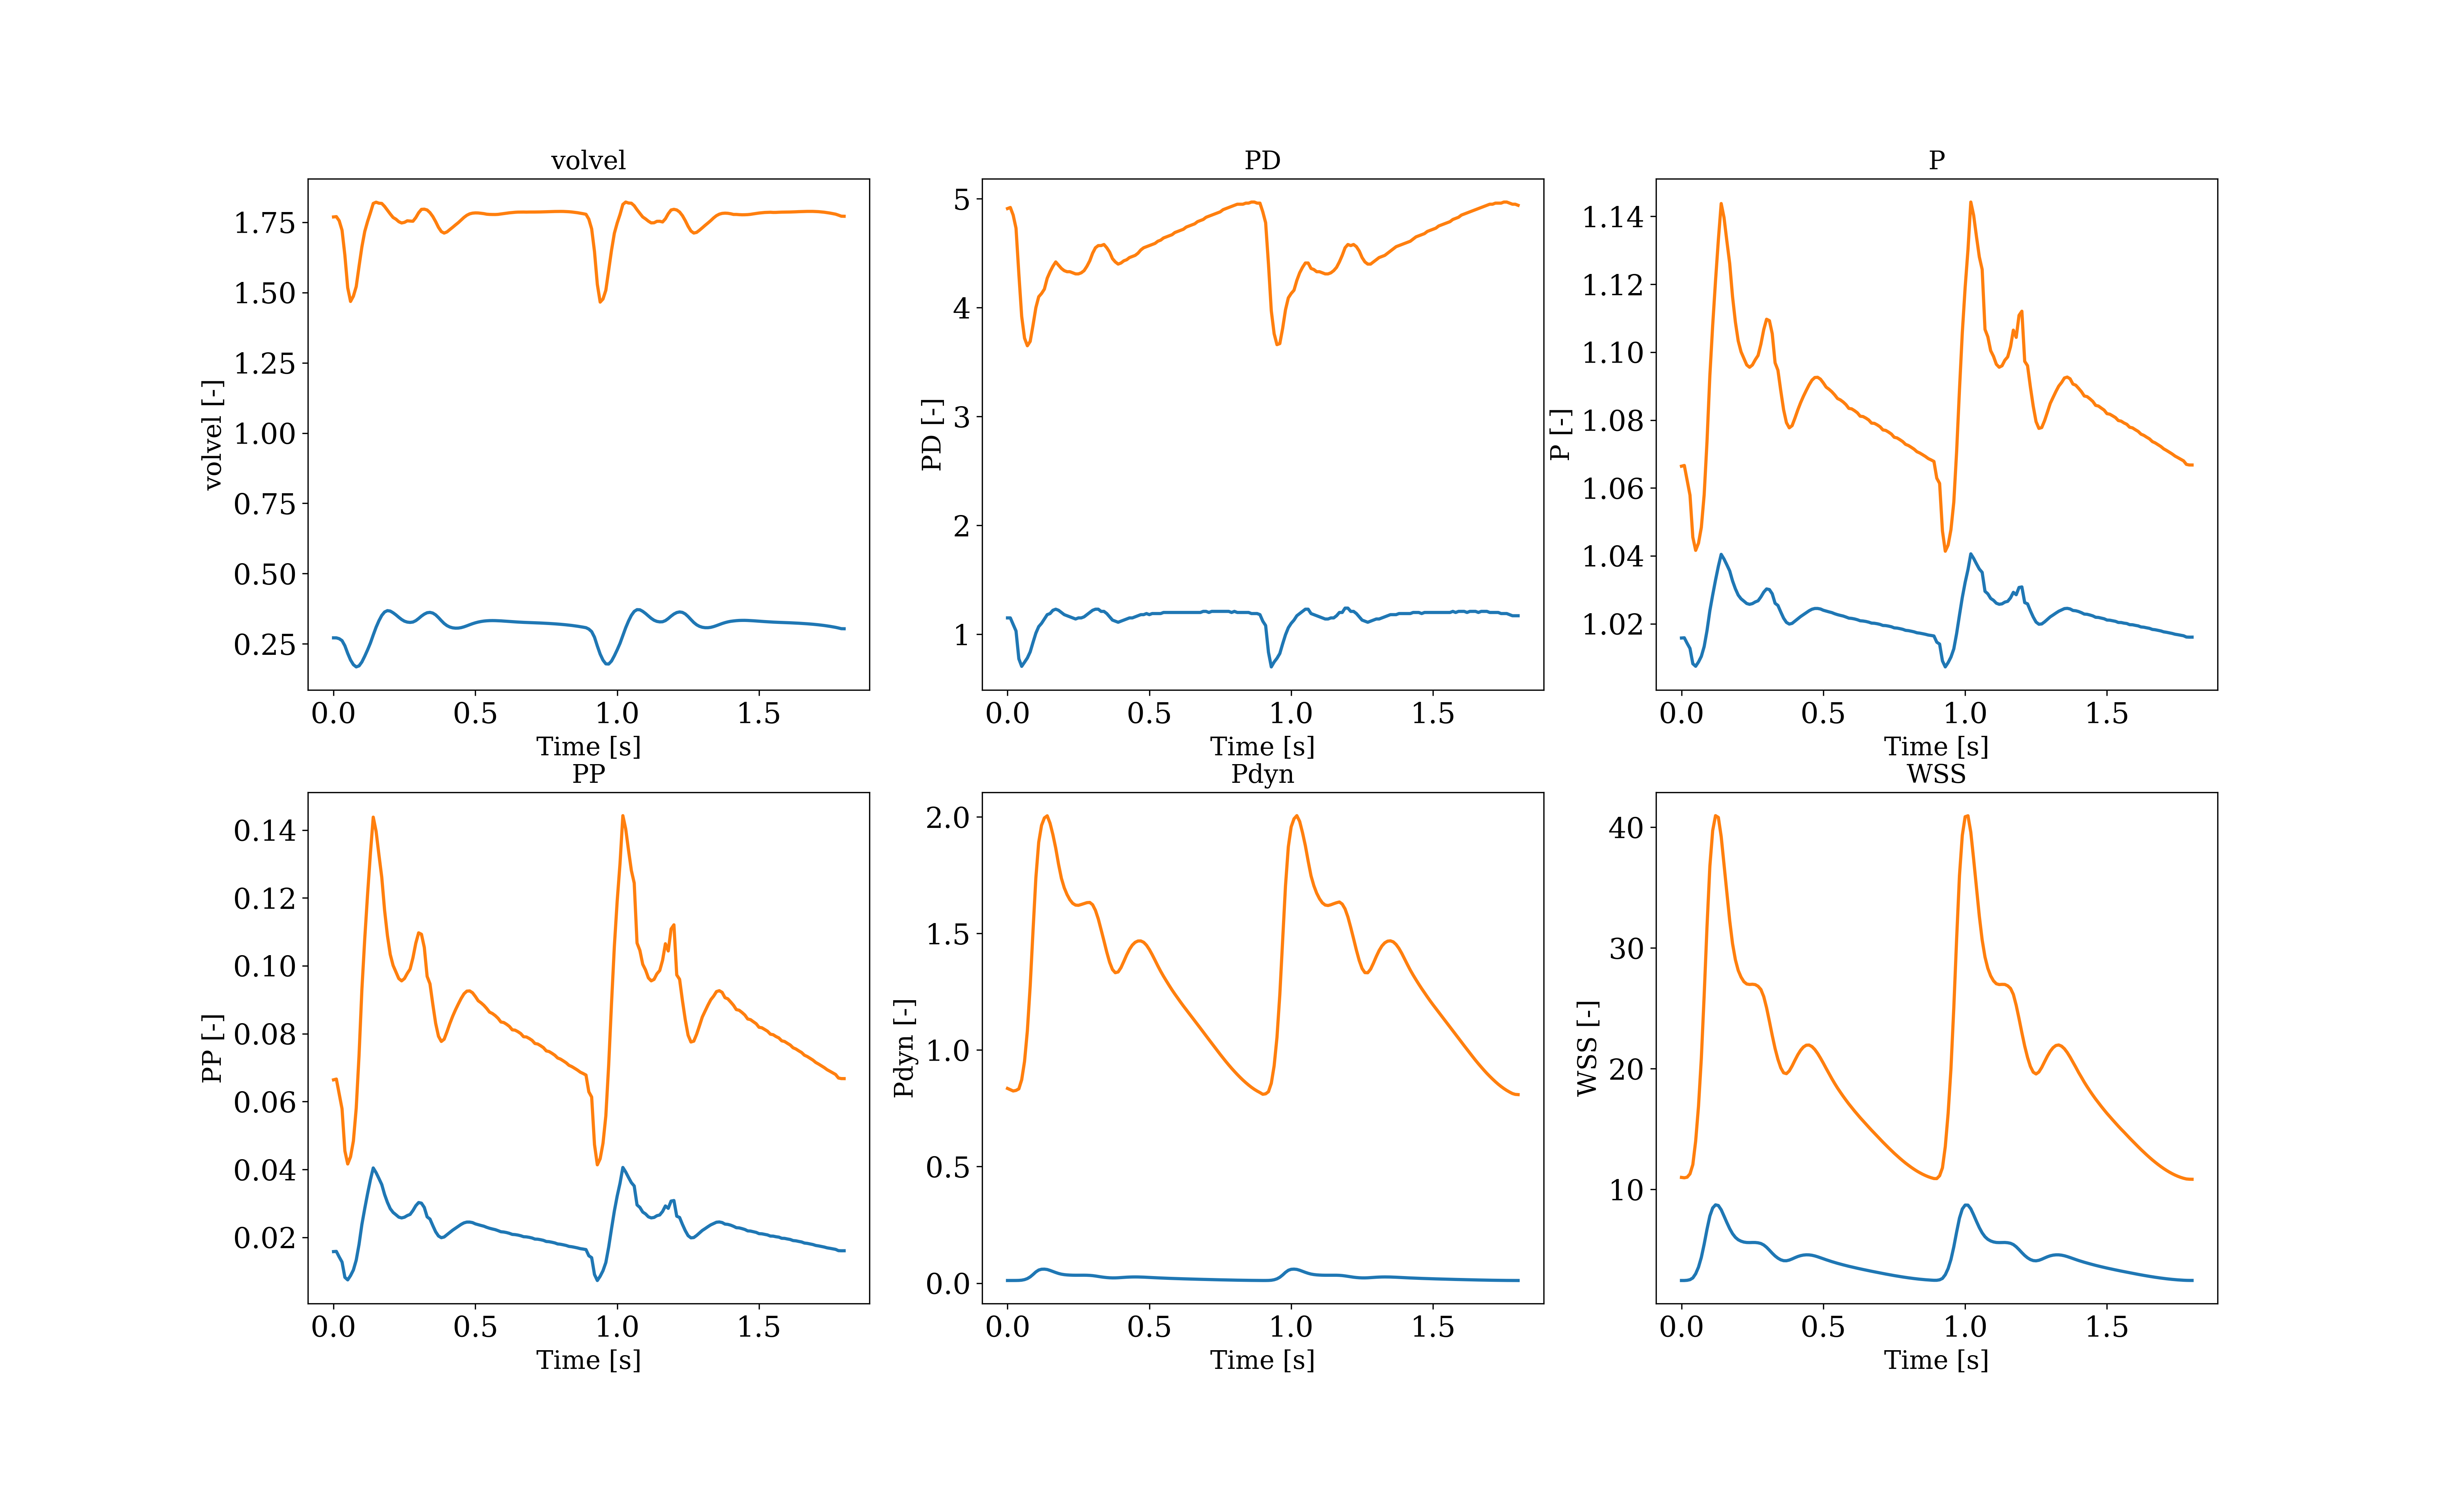 volvel
volvel [-]
1.75
1.50
1.25
1.00
0.75
0.50
0.25
0.0 0.5 1.0 1.5
Time [s]
PD
PD [-]
5
4
3
2
1
0.0 0.5 1.0 1.5
Time [s]
P
P [-]
1.14
1.12
1.10
1.08
1.06
1.04
1.02
0.0 0.5 1.0 1.5
Time [s]
PP
PP [-]
0.14
0.12
0.10
0.08
0.06
0.04
0.02
0.0 0.5 1.0 1.5
Time [s]
Pdyn
Pdyn [-]
2.0
1.5
1.0
0.5
0.0
0.0 0.5 1.0 1.5
Time [s]
WSS
WSS [-]
40
30
20
10
0.0 0.5 1.0 1.5
Time [s]